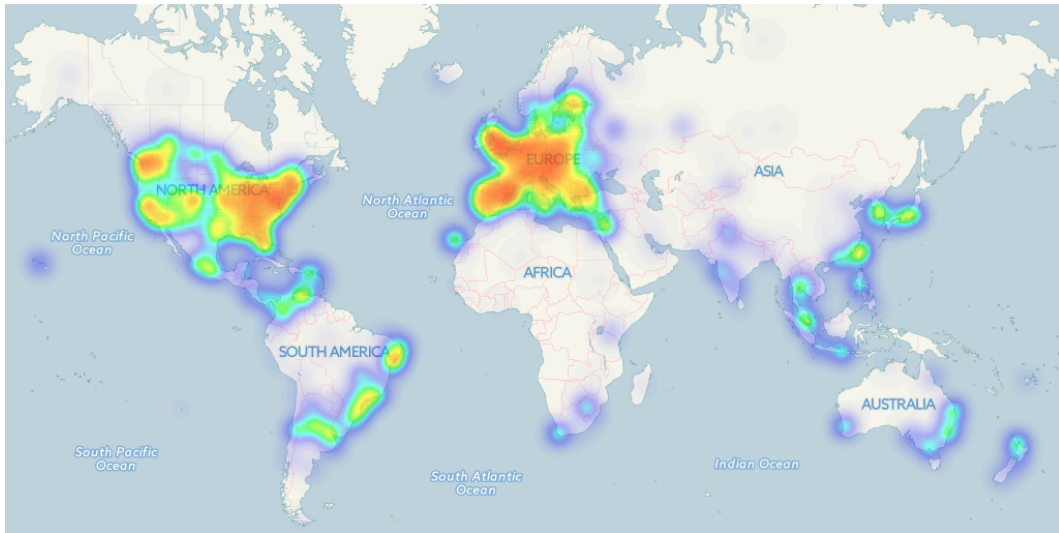 EUROPE
ASIA
NORTH AMERICA
North Atlantic
Ocean
North Pacific
Ocean
AFRICA
SOUTH AMERICA
AUSTRALIA
South Pacific
Ocean
South Atlantic
Ocean
Indian Ocean